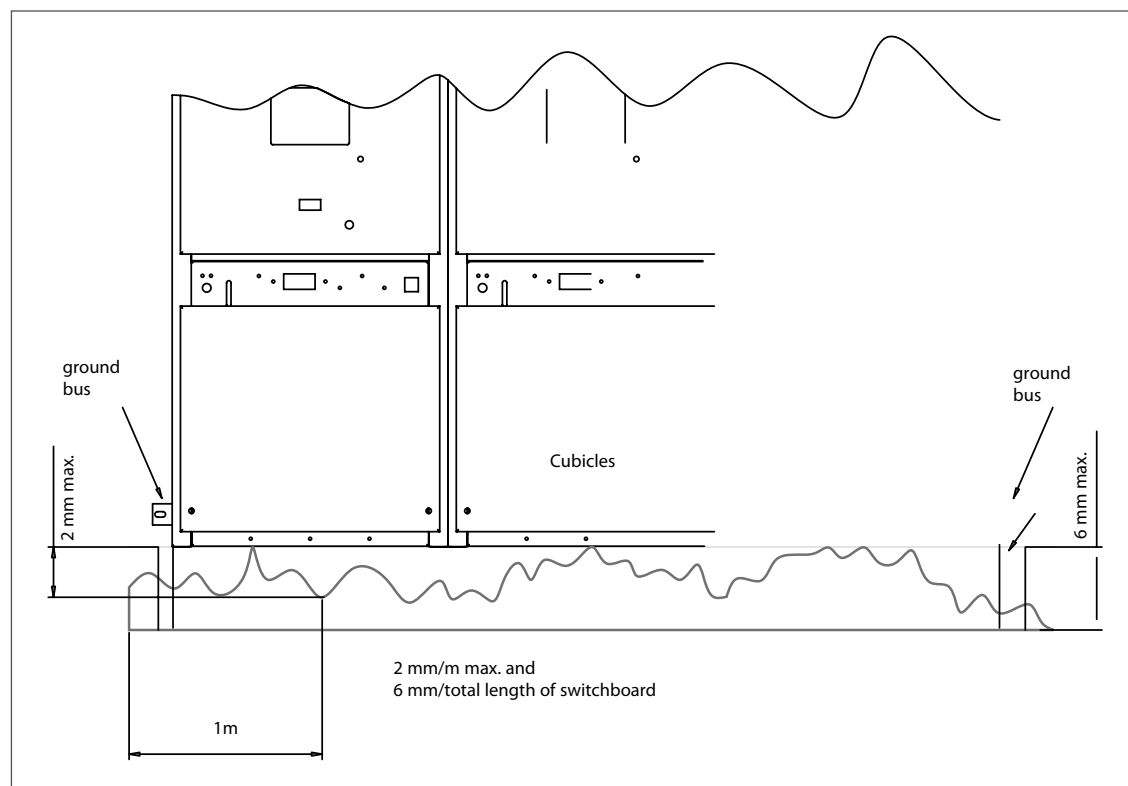 ground
bus
ground
bus
Cubicles
2 mm max.
6 mm max.
2 mm/m max. and
6 mm/total length of switchboard
1m